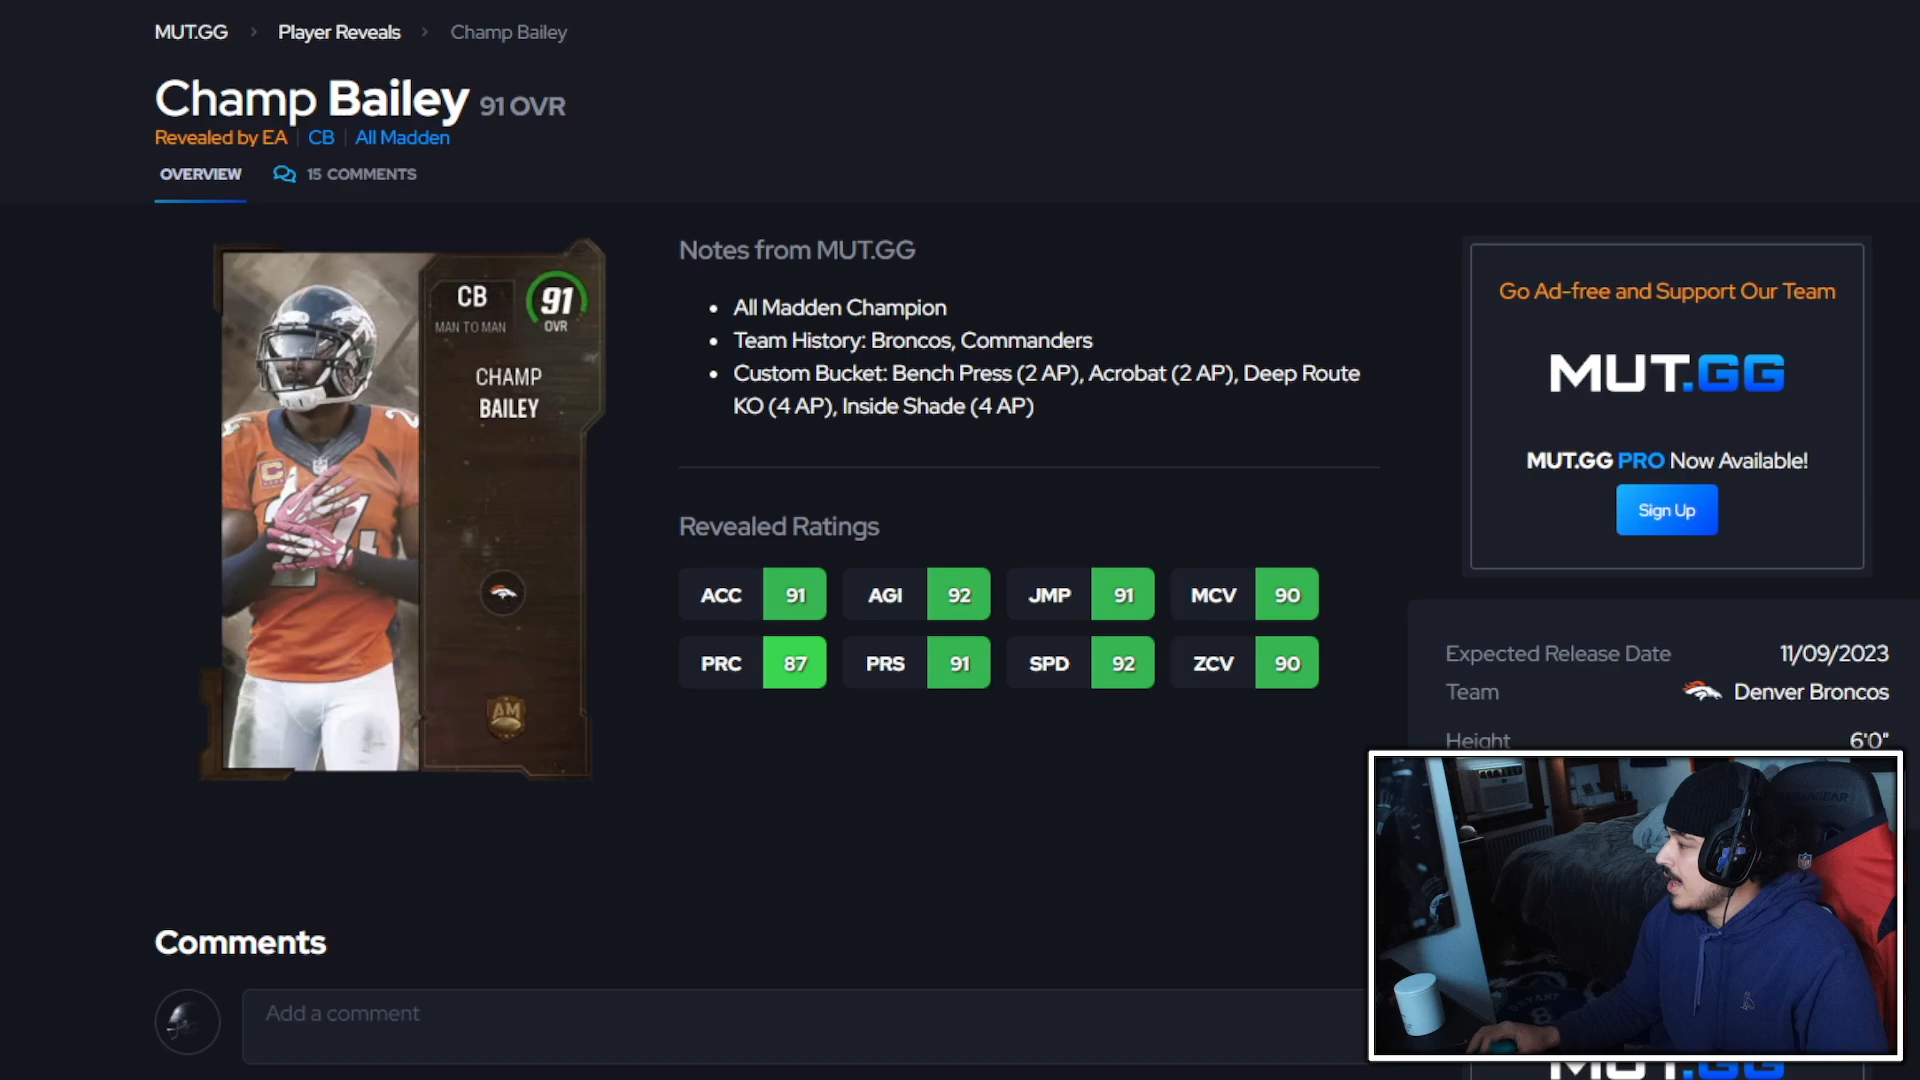 MUT.GG > Player Reveals > Champ Bailey
Champ Bailey 91 OVR
Revealed by EA | CB | All Madden
OVERVIEW 15 COMMENTS
CB
MAN TO MAN
91
OVR
CHAMP
BAILEY
AM
Notes from MUT.GG
• All Madden Champion
• Team History: Broncos, Commanders
• Custom Bucket: Bench Press (2 AP), Acrobat (2 AP), Deep Route
KO (4 AP), Inside Shade (4 AP)
Revealed Ratings
ACC 91 AGI 92 JMP 91 MCV 90
PRC 87 PRS 91 SPD 92 ZCV 90
Go Ad-free and Support Our Team
MUT.GG
MUT.GG PRO Now Available!
Sign Up
Expected Release Date 11/09/2023
Team Denver Broncos
Height 6'0"
Comments
Add a comment
BRYANT
8
MUT.GG